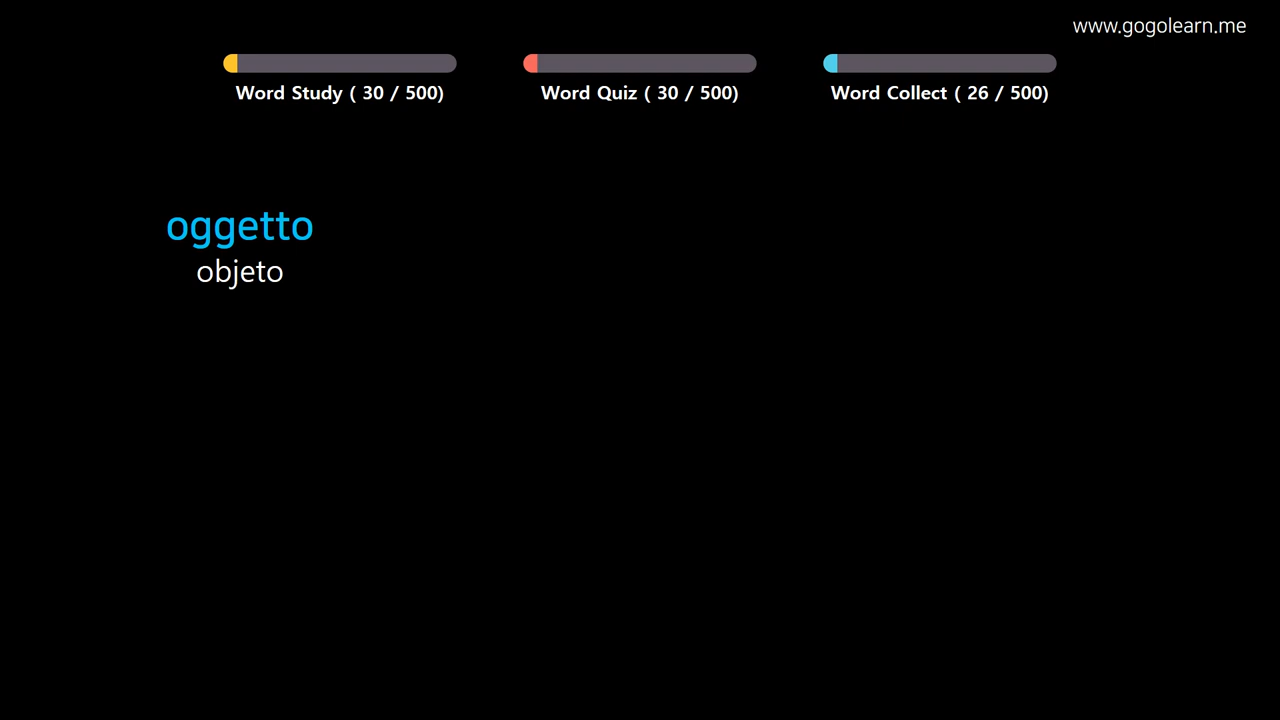 www.gogolearn.me
Word Study ( 30 / 500)
Word Quiz ( 30 / 500)
Word Collect ( 26 / 500)
oggetto
objeto